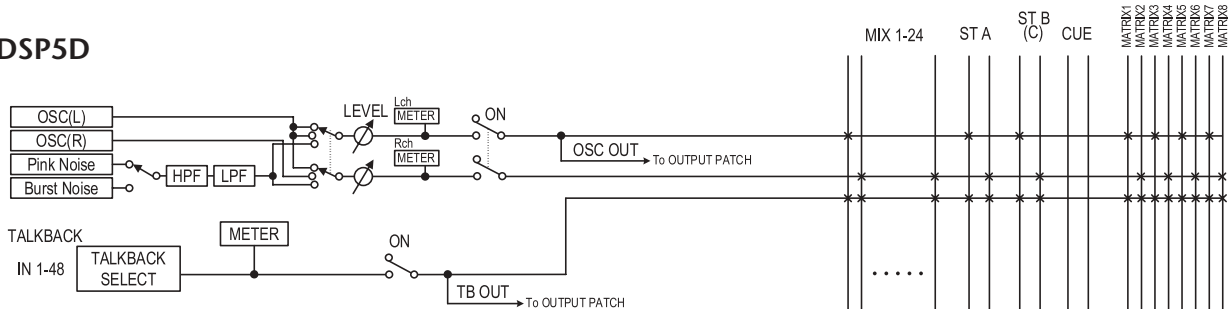 DSP5D
MIX 1-24
ST A
ST B
(C)
CUE
MATRIX1
MATRIX2
MATRIX3
MATRIX4
MATRIX5
MATRIX6
MATRIX7
MATRIX8
OSC(L)
OSC(R)
Pink Noise
Burst Noise
HPF
LPF
LEVEL
Lch
METER
Rch
METER
ON
OSC OUT
To OUTPUT PATCH
TALKBACK
IN 1-48
TALKBACK
SELECT
METER
ON
TB OUT
To OUTPUT PATCH
.....